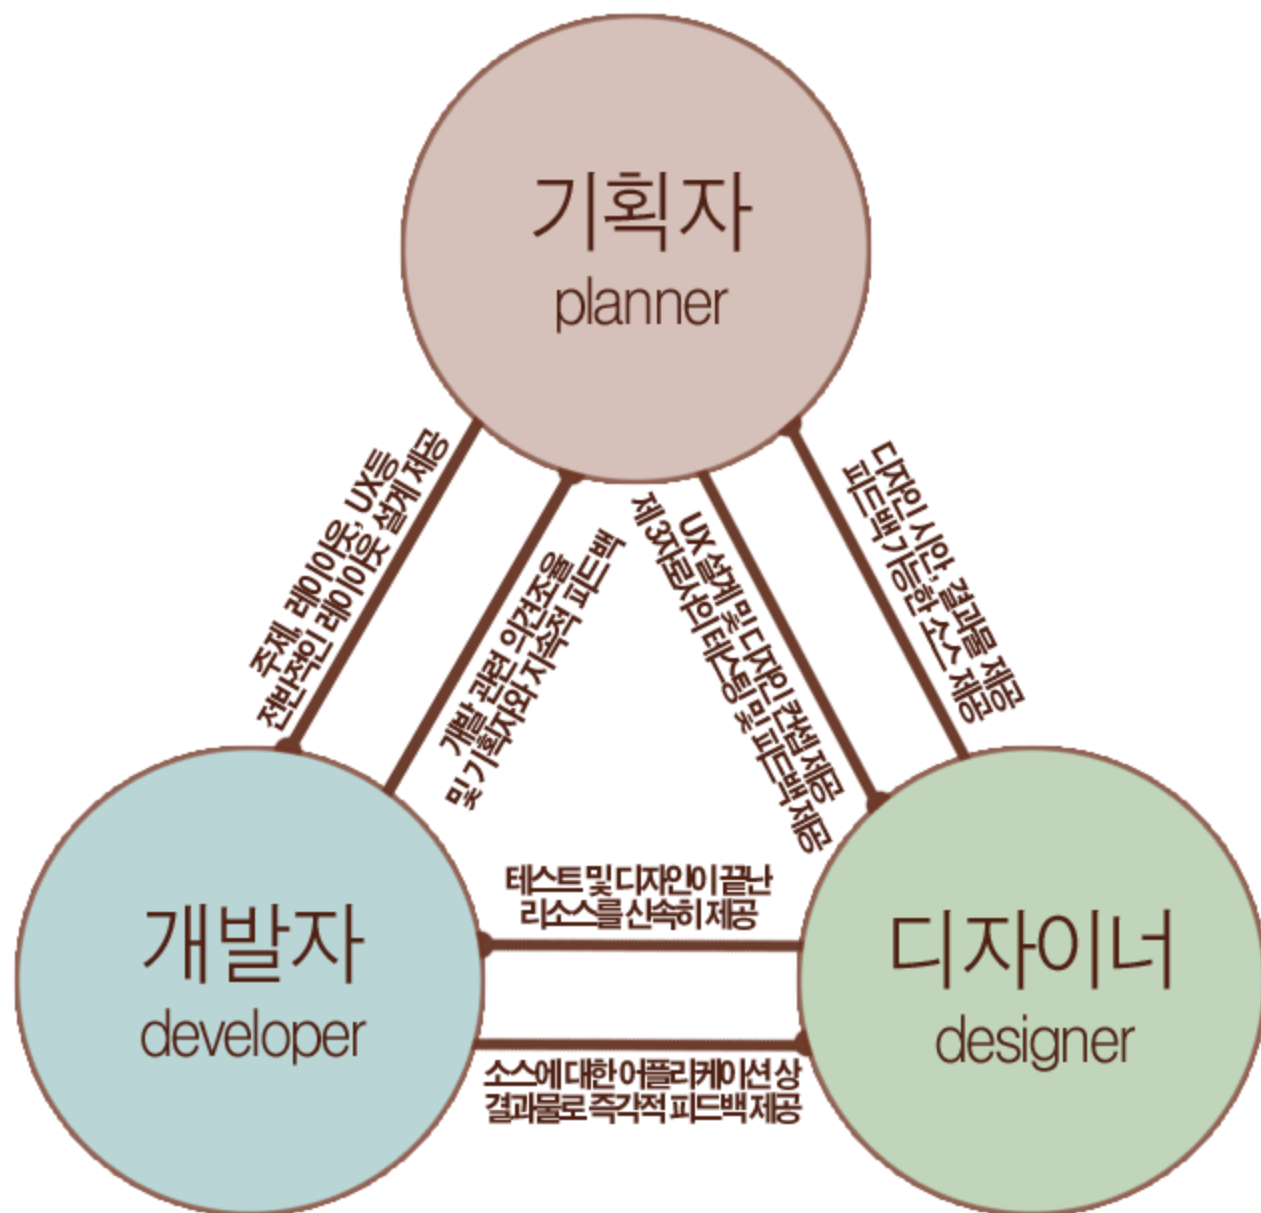 기획자
planner
주제, 레이아웃, UX등
전반적인 레이아웃 설계 제공
개발 관련 의견조율
및 기획자와 지속적 피드백
UX 설계 및 디자인 컨셉 제공
제 3자로서의 테스팅 및 피드백 제공
디자인 시안, 결과물 제공
피드백 가능한 소스 제공
테스트 및 디자인이 끝난
리소스를 신속히 제공
개발자
developer
디자이너
designer
소스에 대한 어플리케이션 상
결과물로 즉각적 피드백 제공